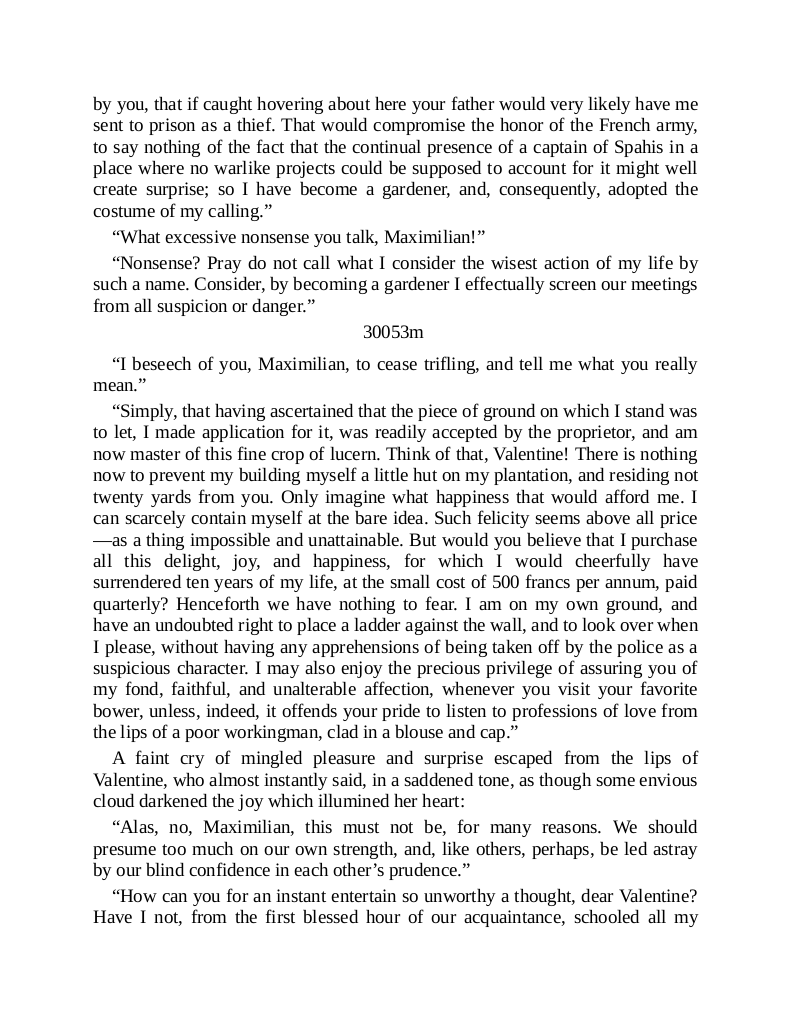 by you, that if caught hovering about here your father would very likely have me
sent to prison as a thief. That would compromise the honor of the French army,
to say nothing of the fact that the continual presence of a captain of Spahis in a
place where no warlike projects could be supposed to account for it might well
create surprise; so I have become a gardener, and, consequently, adopted the
costume of my calling.”
“What excessive nonsense you talk, Maximilian!”
“Nonsense? Pray do not call what I consider the wisest action of my life by
such a name. Consider, by becoming a gardener I effectually screen our meetings
from all suspicion or danger.”
30053m
“I beseech of you, Maximilian, to cease trifling, and tell me what you really
mean.”
“Simply, that having ascertained that the piece of ground on which I stand was
to let, I made application for it, was readily accepted by the proprietor, and am
now master of this fine crop of lucern. Think of that, Valentine! There is nothing
now to prevent my building myself a little hut on my plantation, and residing not
twenty yards from you. Only imagine what happiness that would afford me. I
can scarcely contain myself at the bare idea. Such felicity seems above all price
—as a thing impossible and unattainable. But would you believe that I purchase
all this delight, joy, and happiness, for which I would cheerfully have
surrendered ten years of my life, at the small cost of 500 francs per annum, paid
quarterly? Henceforth we have nothing to fear. I am on my own ground, and
have an undoubted right to place a ladder against the wall, and to look over when
I please, without having any apprehensions of being taken off by the police as a
suspicious character. I may also enjoy the precious privilege of assuring you of
my fond, faithful, and unalterable affection, whenever you visit your favorite
bower, unless, indeed, it offends your pride to listen to professions of love from
the lips of a poor workingman, clad in a blouse and cap.”
A faint cry of mingled pleasure and surprise escaped from the lips of
Valentine, who almost instantly said, in a saddened tone, as though some envious
cloud darkened the joy which illumined her heart:
“Alas, no, Maximilian, this must not be, for many reasons. We should
presume too much on our own strength, and, like others, perhaps, be led astray
by our blind confidence in each other’s prudence.”
“How can you for an instant entertain so unworthy a thought, dear Valentine?
Have I not, from the first blessed hour of our acquaintance, schooled all my